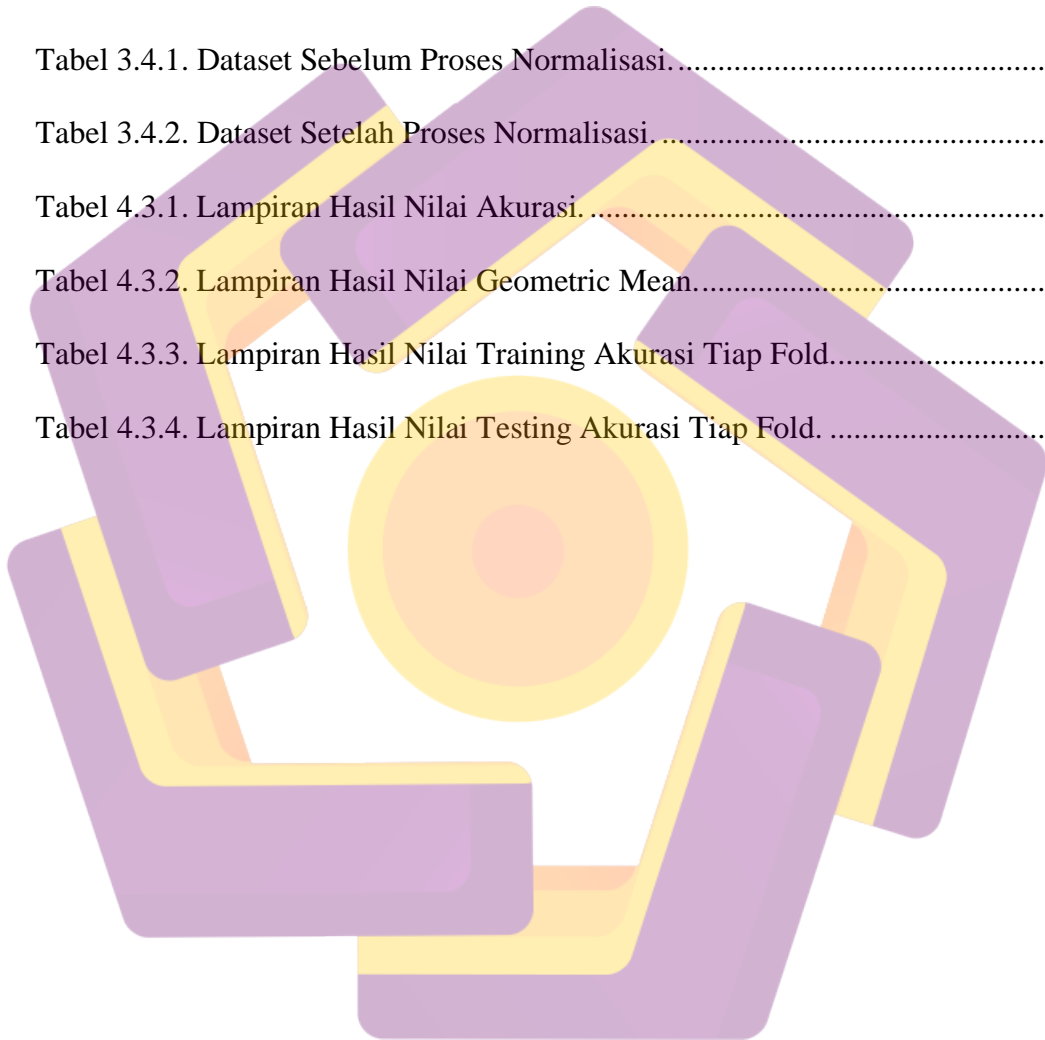 Tabel 3.4.1. Dataset Sebelum Proses Normalisasi. ............................................
Tabel 3.4.2. Dataset Setelah Proses Normalisasi. ..............................................
Tabel 4.3.1. Lampiran Hasil Nilai Akurasi. .......................................................
Tabel 4.3.2. Lampiran Hasil Nilai Geometric Mean. ..........................................
Tabel 4.3.3. Lampiran Hasil Nilai Training Akurasi Tiap Fold. .........................
Tabel 4.3.4. Lampiran Hasil Nilai Testing Akurasi Tiap Fold. ..........................